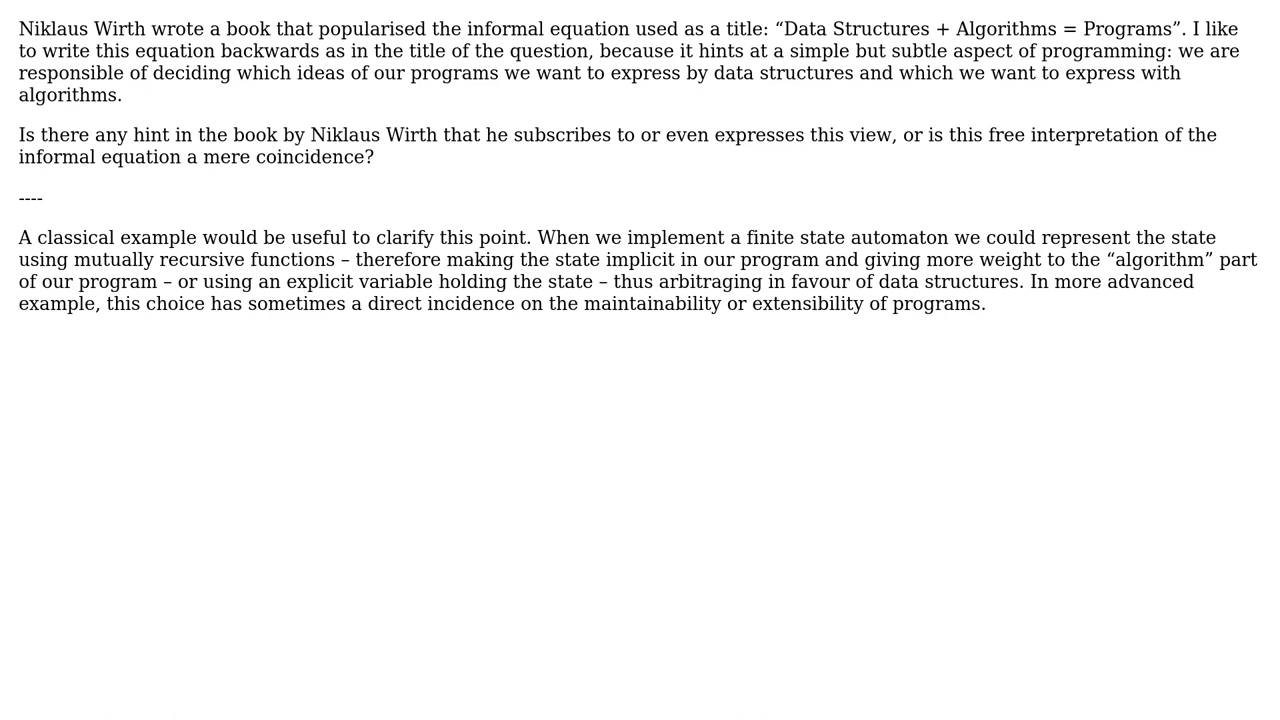 Niklaus Wirth wrote a book that popularised the informal equation used as a title: “Data Structures + Algorithms = Programs”. I like
to write this equation backwards as in the title of the question, because it hints at a simple but subtle aspect of programming: we are
responsible of deciding which ideas of our programs we want to express by data structures and which we want to express with
algorithms.
Is there any hint in the book by Niklaus Wirth that he subscribes to or even expresses this view, or is this free interpretation of the
informal equation a mere coincidence?
----
A classical example would be useful to clarify this point. When we implement a finite state automaton we could represent the state
using mutually recursive functions – therefore making the state implicit in our program and giving more weight to the “algorithm” part
of our program – or using an explicit variable holding the state – thus arbitraging in favour of data structures. In more advanced
example, this choice has sometimes a direct incidence on the maintainability or extensibility of programs.